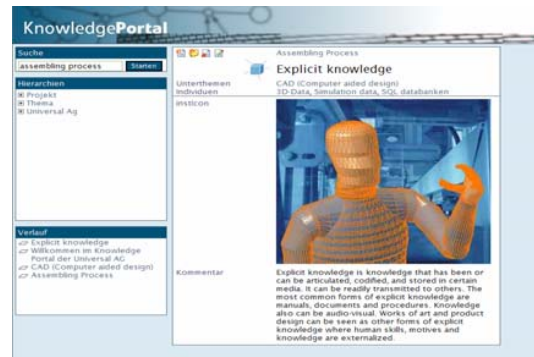 KnowledgePortal
Suche
assembling process Starten
Hierarchien
Projekt
Thema
Universal Ag
Verlauf
Explicit knowledge
Willkommen im Knowledge
Portal der Universal AG
CAD (Computer aided design)
Assembling Process
Assembling Process
Explicit knowledge
Unterthemen CAD (Computer aided design)
Individuen 3D-Data, Simulation data, SQL databanken
insticon
Kommentar
Explicit knowledge is knowledge that has been or
can be articulated, codified, and stored in certain
media. It can be readily transmitted to others. The
most common forms of explicit knowledge are
manuals, documents and procedures. Knowledge
also can be audio-visual. Works of art and product
design can be seen as other forms of explicit
knowledge where human skills, motives and
knowledge are externalized.